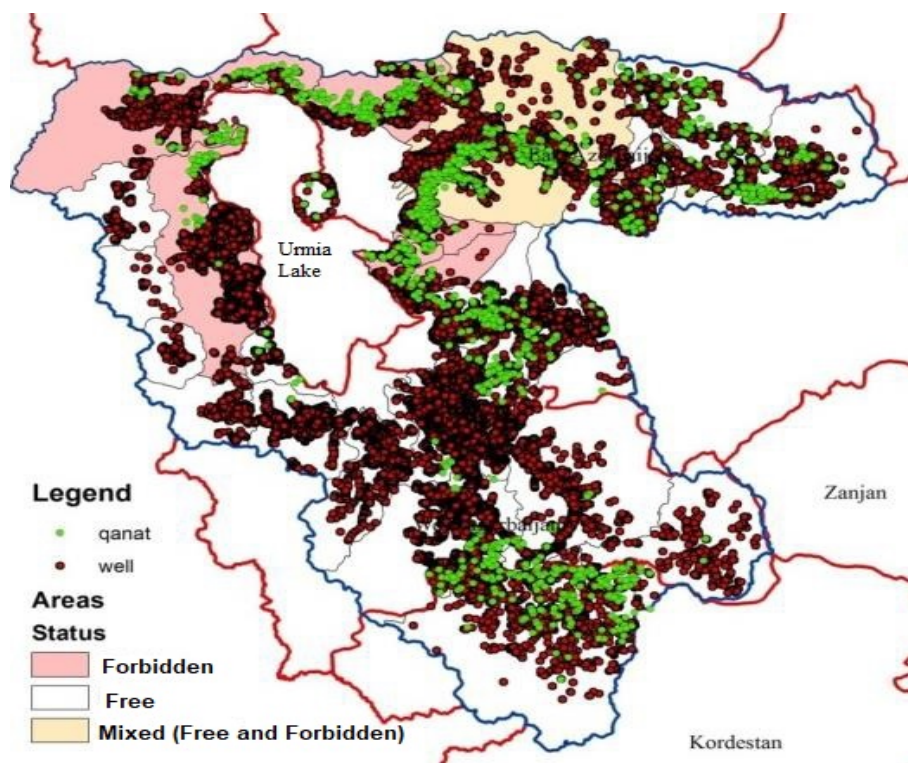 Urmia
Lake
Zanjan
Kordestan
Legend
qanat
well
Areas
Status
Forbidden
Free
Mixed (Free and Forbidden)